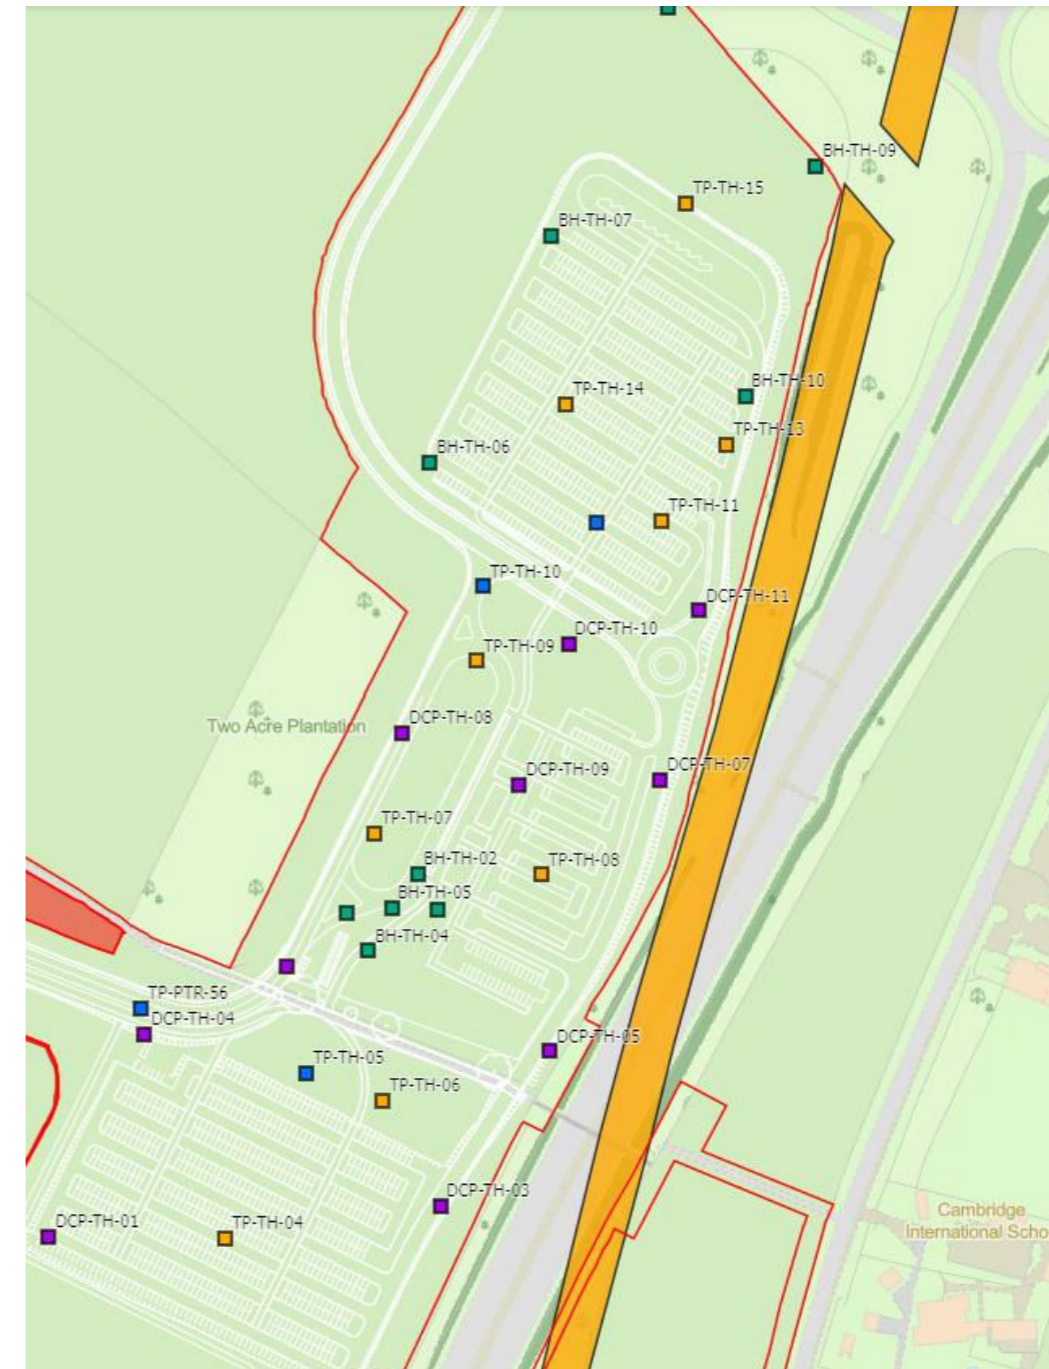 BH-TH-09
TP-TH-15
BH-TH-07
BH-TH-10
TP-TH-14
TP-TH-13
BH-TH-06
TP-TH-11
TP-TH-10
DCP-TH-11
DCP-TH-10
TP-TH-09
DCP-TH-08
Two Acre Plantation
DCP-TH-09
DCP-TH-07
TP-TH-07
BH-TH-02
TP-TH-08
BH-TH-05
BH-TH-04
TP-PTR-56
DCP-TH-04
DCP-TH-05
TP-TH-05
TP-TH-06
DCP-TH-03
Cambridge
International Scho
DCP-TH-01
TP-TH-04